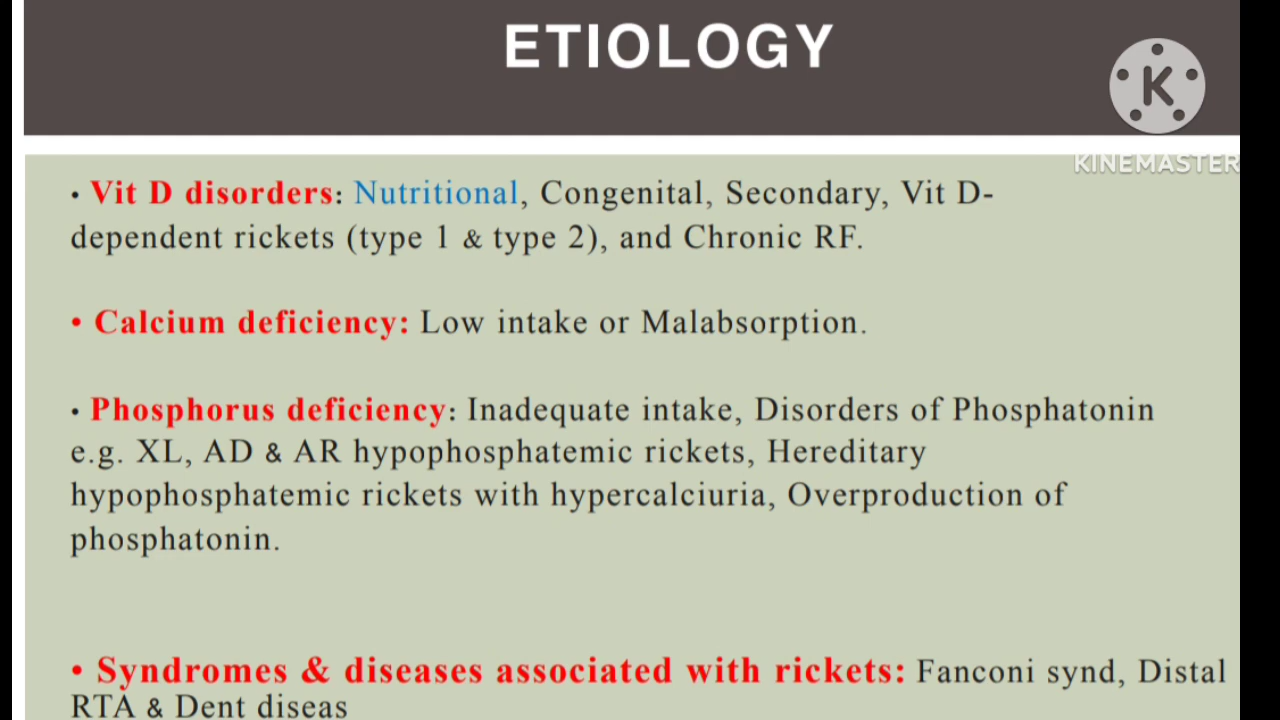 ETIOLOGY
K
KINEMASTER
• Vit D disorders: Nutritional, Congenital, Secondary, Vit D-
dependent rickets (type 1 & type 2), and Chronic RF.
• Calcium deficiency: Low intake or Malabsorption.
• Phosphorus deficiency: Inadequate intake, Disorders of Phosphatonin
e.g. XL, AD & AR hypophosphatemic rickets, Hereditary
hypophosphatemic rickets with hypercalciuria, Overproduction of
phosphatonin.
• Syndromes & diseases associated with rickets: Fanconi synd, Distal
RTA & Dent diseas